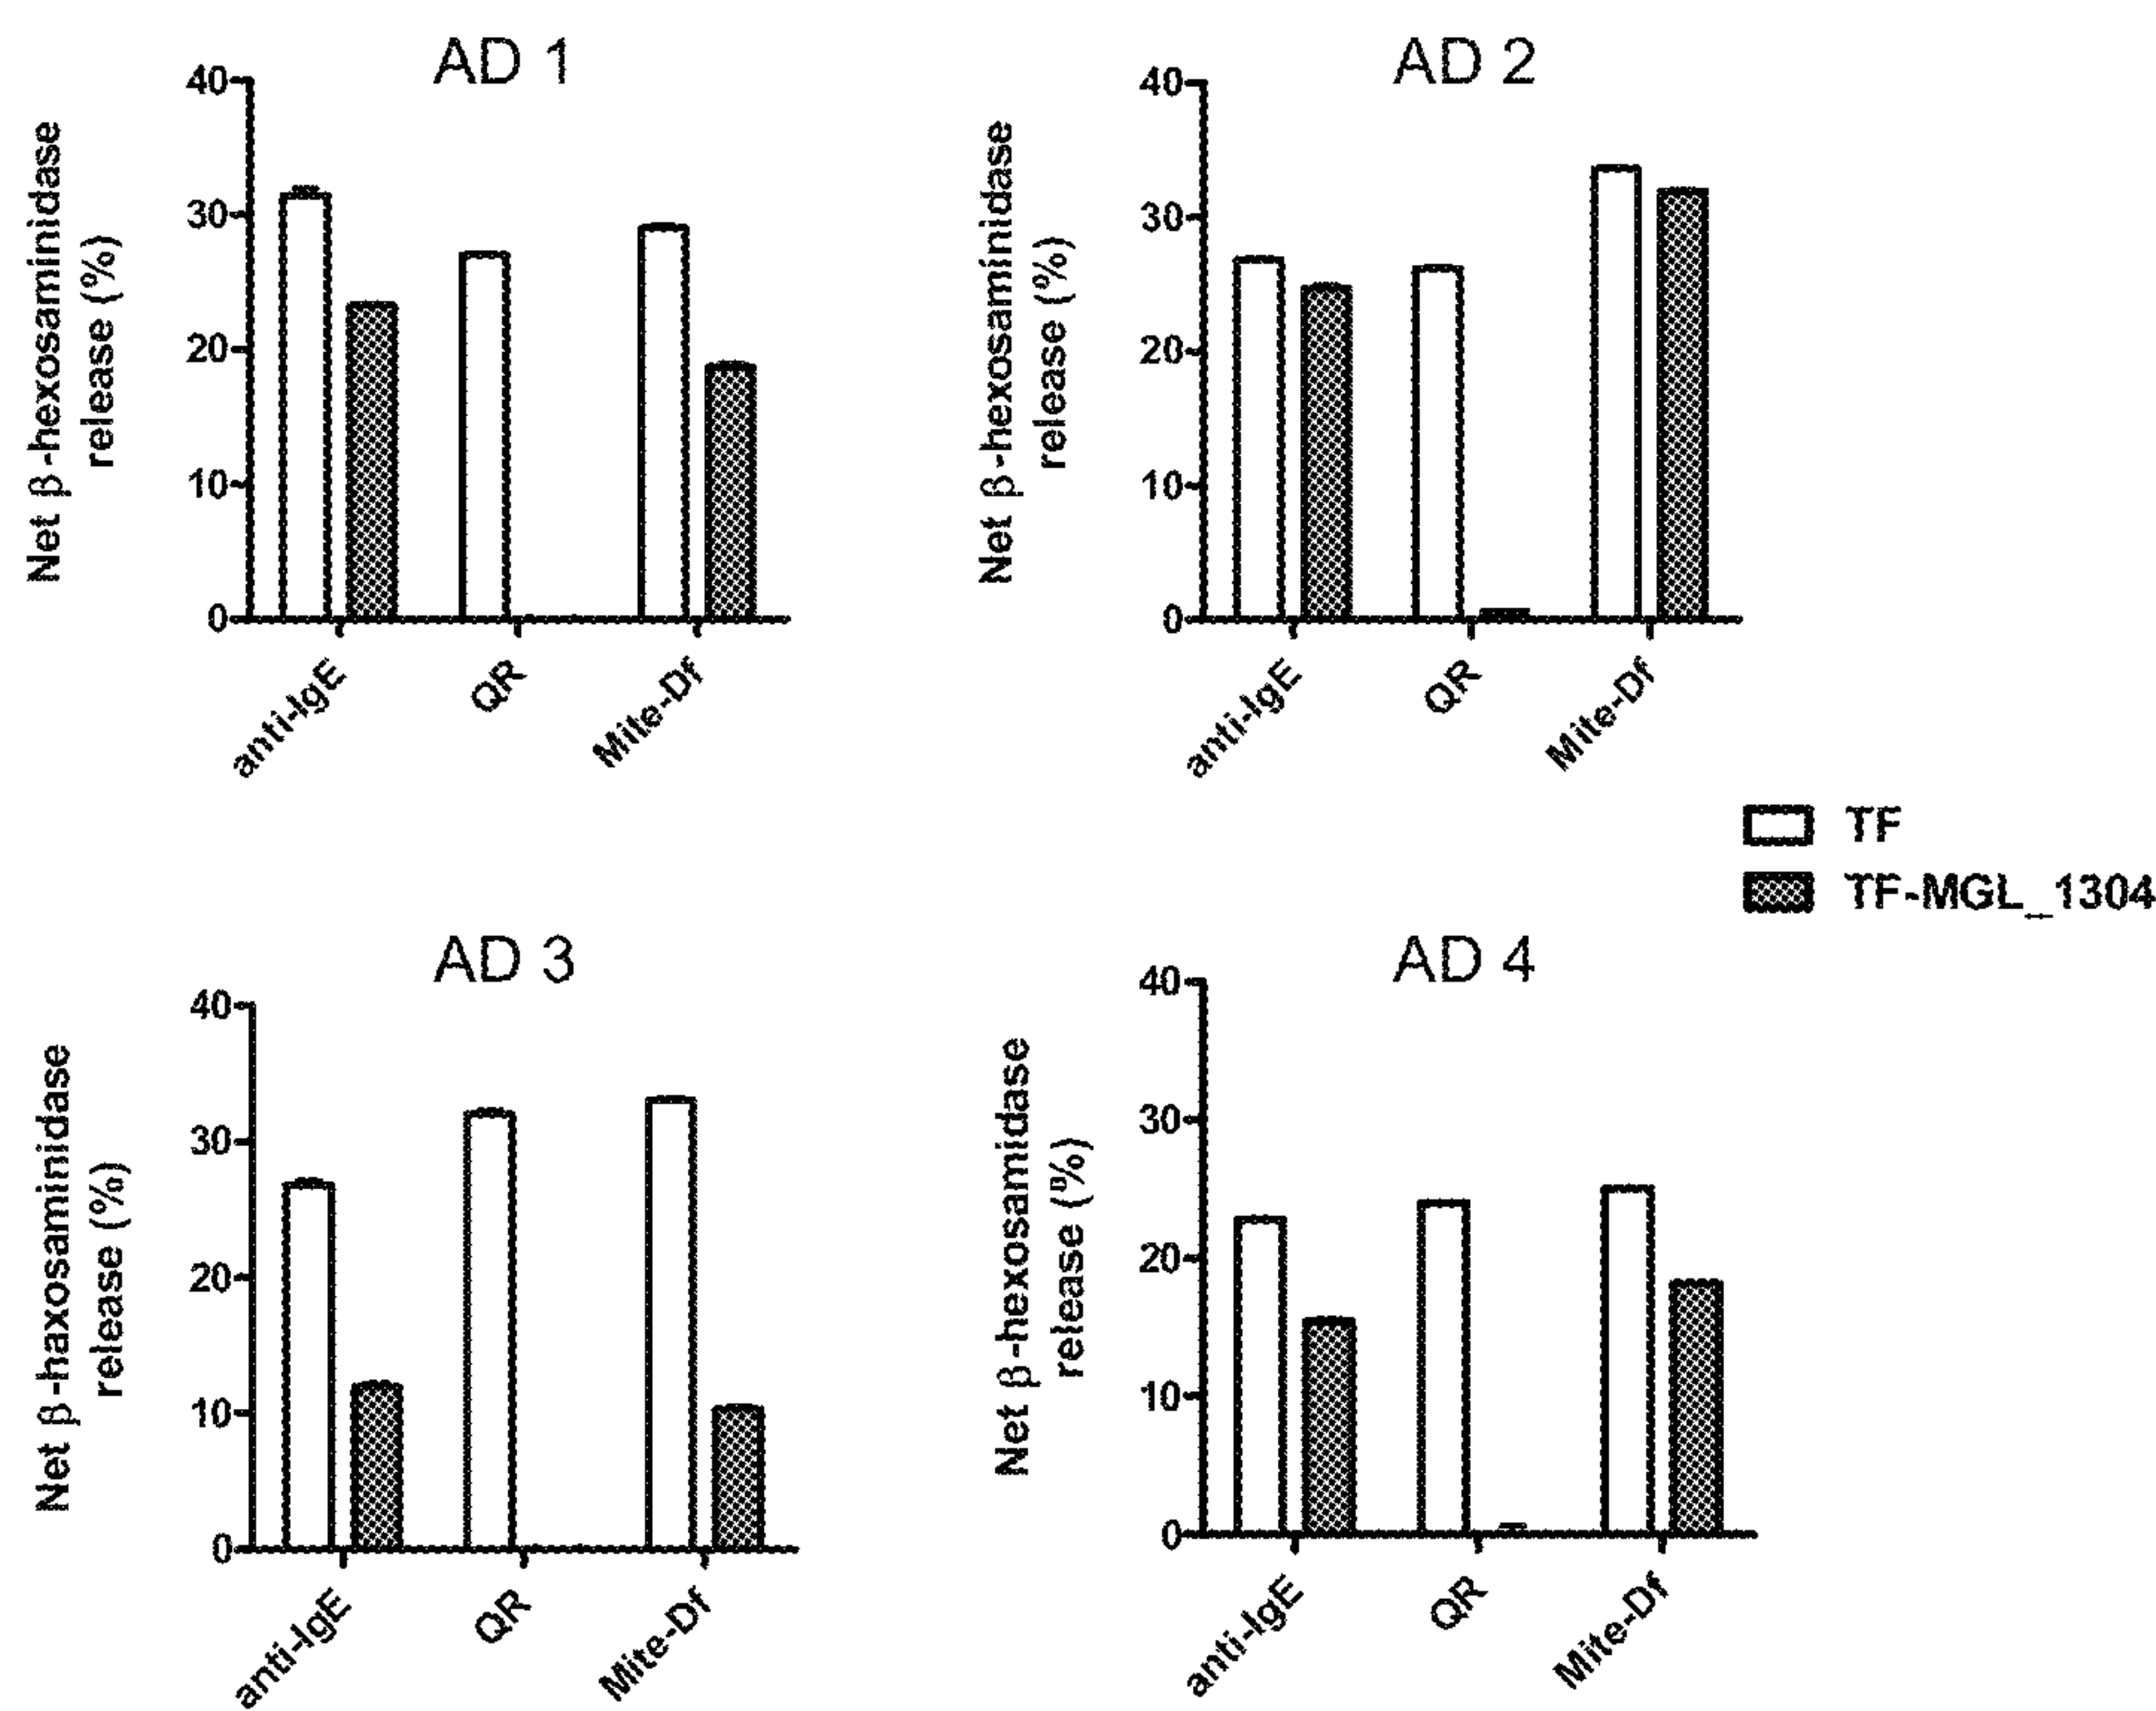 AD 1
Net β-hexosaminidase
release (%)
40
30
20
10
0
anti-IgE
QR
Mite-Df
AD 2
Net β-hexosaminidase
release (%)
40
30
20
10
0
anti-IgE
QR
Mite-Df
TF
TF-MGL_1304
AD 3
Net β-haxosaminidase
release (%)
40
30
20
10
0
anti-IgE
QR
Mite-Df
AD 4
Net β-hexosamidase
release (%)
40
30
20
10
0
anti-IgE
QR
Mite-Df